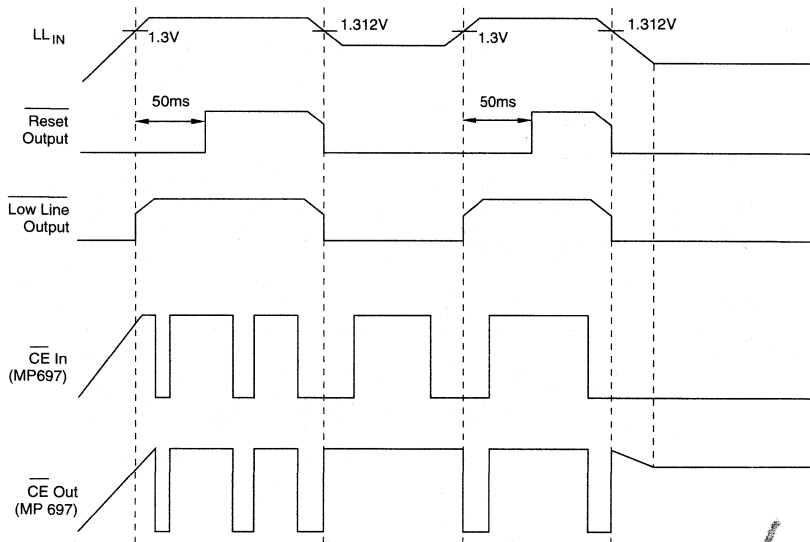 LL IN
1.3V
1.312V
1.3V
1.312V
50ms
50ms
Reset
Output
Low Line
Output
CE In
(MP697)
CE Out
(MP 697)